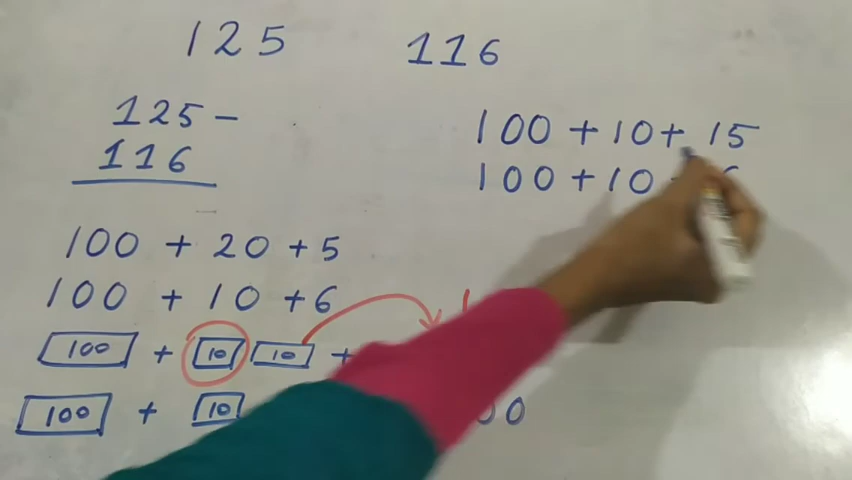 125
116
125 -
116
100 + 20 + 5
100 + 10 + 6
100 + 10 10 +
100 + 10
100 + 10 + 15
100 + 10